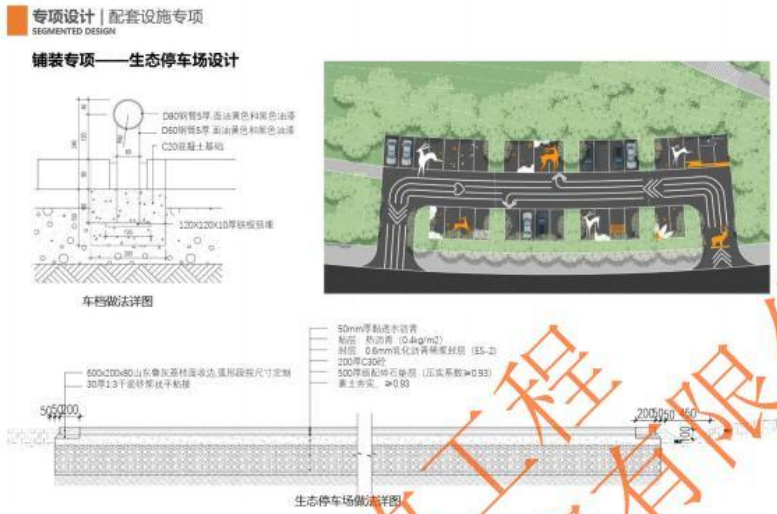 专项设计 | 配套设施专项
SEGMENTED DESIGN
铺装专项——生态停车场设计
D80钢管5厚,面油黄色和黑色油漆
D60钢管5厚,面油黄色和黑色油漆
C20混凝土基础
120X120X10厚铁板预埋
车档做法详图
50mm厚黏透水沥青
粘层 热沥青 (0.4kg/m2)
封层 0.6mm乳化沥青稀浆封层 (ES-2)
200厚C30砼
500厚级配碎石垫层 (压实系数≥0.93)
素土夯实,≥0.93
600x200x80山东鲁灰荔枝面收边,弧形段按尺寸定制
30厚1:3干硬砂浆找平粘接
5050200
2005050 450
100
生态停车场做法详图
工程
有限